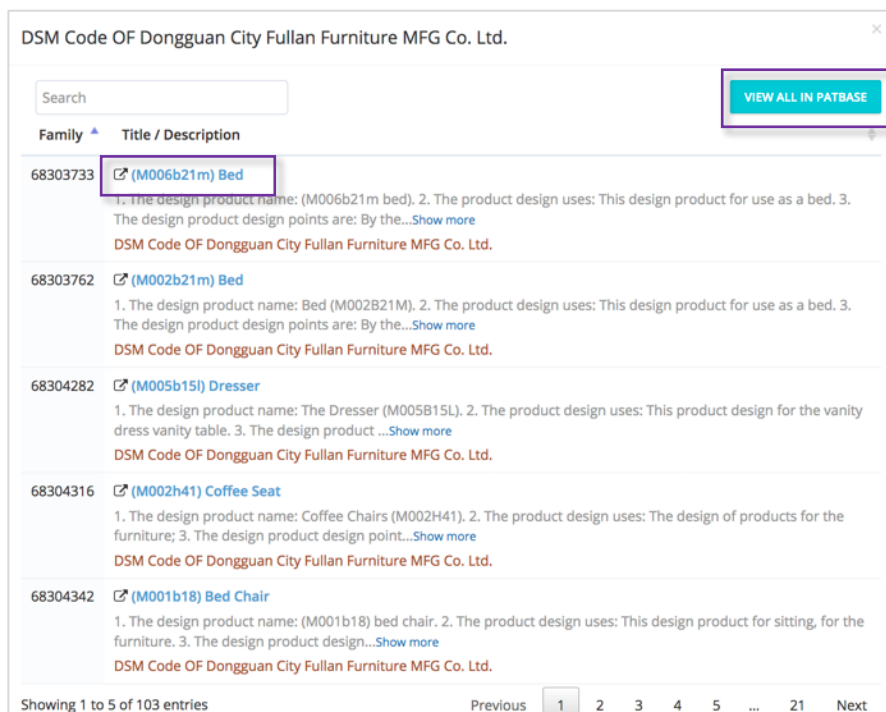 DSM Code OF Dongguan City Fullan Furniture MFG Co. Ltd.
×
Search
VIEW ALL IN PATBASE
Family Title / Description
68303733 (M006b21m) Bed
1. The design product name: (M006b21m bed). 2. The product design uses: This design product for use as a bed. 3.
The design product design points are: By the...Show more
DSM Code OF Dongguan City Fullan Furniture MFG Co. Ltd.
68303762 (M002b21m) Bed
1. The design product name: Bed (M002B21M). 2. The product design uses: This design product for use as a bed. 3.
The design product design points are: By the...Show more
DSM Code OF Dongguan City Fullan Furniture MFG Co. Ltd.
68304282 (M005b15l) Dresser
1. The design product name: The Dresser (M005B15L). 2. The product design uses: This product design for the vanity
dress vanity table. 3. The design product ...Show more
DSM Code OF Dongguan City Fullan Furniture MFG Co. Ltd.
68304316 (M002h41) Coffee Seat
1. The design product name: Coffee Chairs (M002H41). 2. The product design uses: The design of products for the
furniture; 3. The design product design point...Show more
DSM Code OF Dongguan City Fullan Furniture MFG Co. Ltd.
68304342 (M001b18) Bed Chair
1. The design product name: (M001b18) bed chair. 2. The product design uses: This design product for sitting, for the
furniture. 3. The design product design...Show more
DSM Code OF Dongguan City Fullan Furniture MFG Co. Ltd.
Showing 1 to 5 of 103 entries Previous 1 2 3 4 5 ... 21 Next